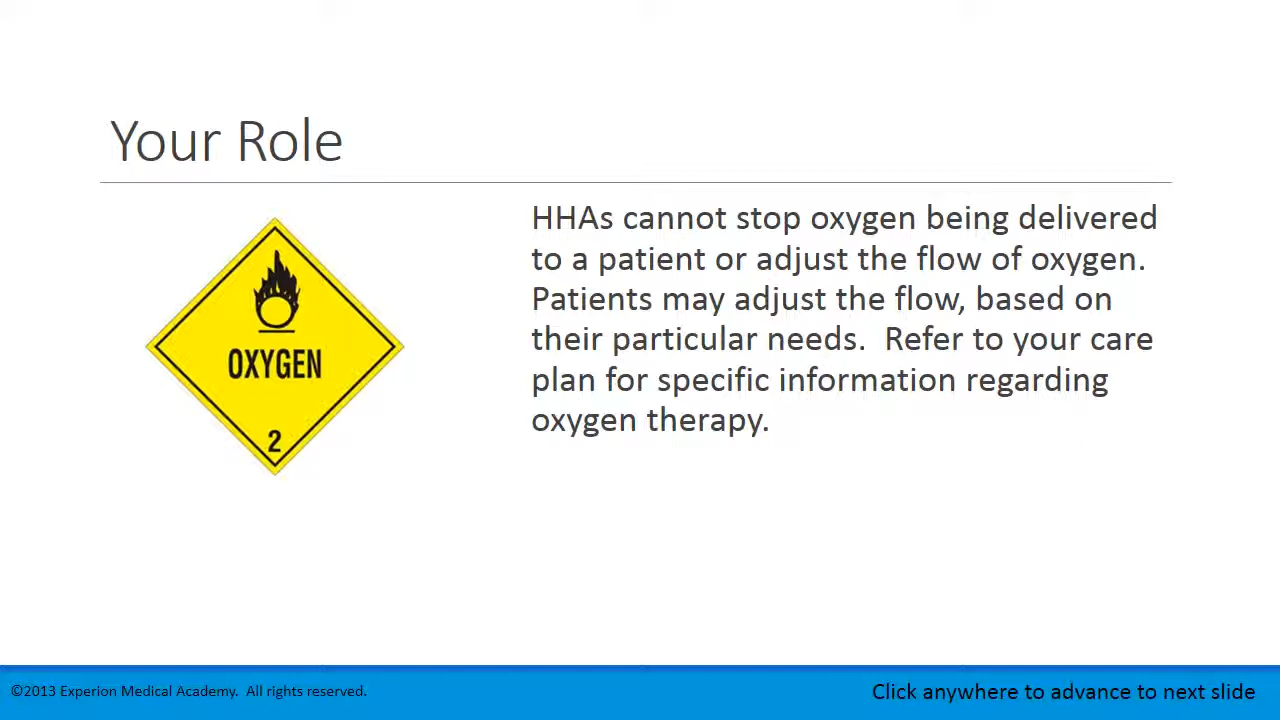 Your Role
HHAs cannot stop oxygen being delivered
to a patient or adjust the flow of oxygen.
Patients may adjust the flow, based on
their particular needs.  Refer to your care
plan for specific information regarding
oxygen therapy.
OXYGEN
2
©2013 Experion Medical Academy.  All rights reserved.
Click anywhere to advance to next slide